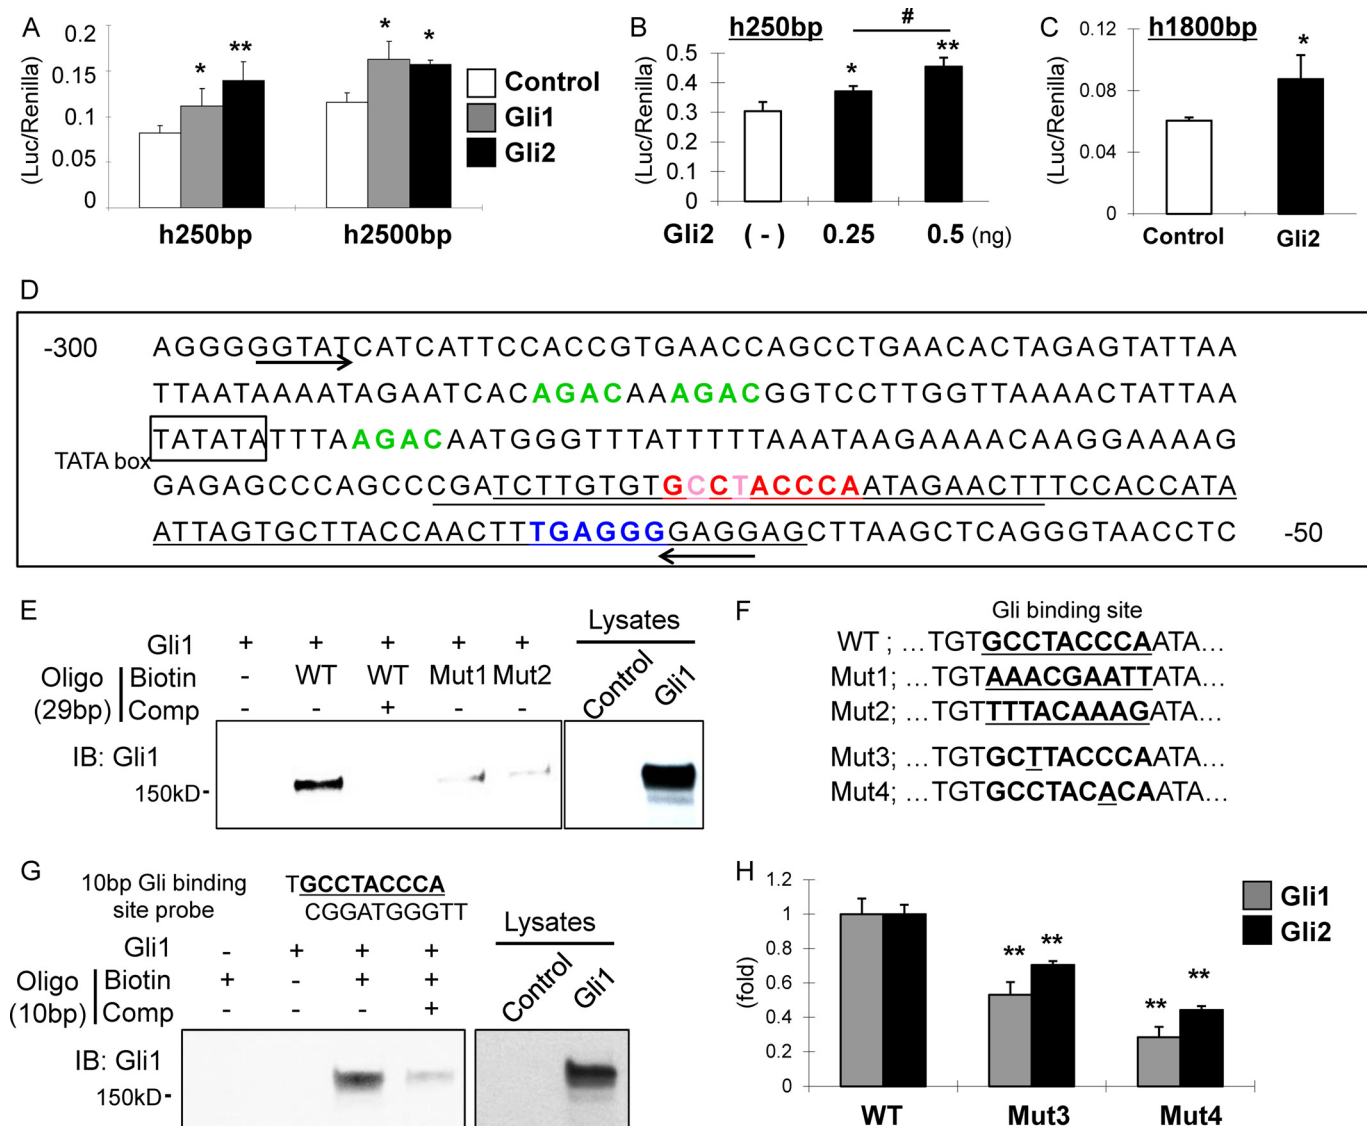 A
0.2
0.15
0.1
0.05
0
(Luc/Renilla)
*
**
*
*
h250bp
h2500bp
Control
Gli1
Gli2
B
h250bp
#
0.5
0.4
0.3
0.2
0.1
0
(Luc/Renilla)
*
**
Gli2 (-) 0.25 0.5 (ng)
C
h1800bp
0.12
0.08
0.04
0
(Luc/Renilla)
*
Control
Gli2
D
-300 AGGGGGTATCATCATTCCACCGTGAACCAGCCTGAACACTAGAGTATTAA
TTAATAAAATAGAATCACAGACAAAGACGGTCCTTGGTTAAAACTATTAA
TATATATTTAAGACAATGGGTTTATTTTTAAATAAGAAAACAAGGAAAAG
TATA box
GAGAGCCCAGCCCGATCTTGTGTGCCTACCCAATAGAACTTTCCACCATA
ATTAGTGCTTACCAACTTTGAGGGGAGGAGCTTAAGCTCAGGGTAACCTC -50
E
Gli1 + + + + +
Oligo (29bp)
Biotin - WT WT Mut1 Mut2
Comp - - + - -
Lysates
Control
Gli1
IB: Gli1
150kD-
F
Gli binding site
WT ; ...TGTGCCTACCCAATA...
Mut1; ...TGTAAACGAATTATA...
Mut2; ...TGTTTTACAAAGATA...
Mut3; ...TGTGCTTACCCAATA...
Mut4; ...TGTGCCTACACAATA...
G
10bp Gli binding
site probe
TGCCTACCCA
CGGATGGGTT
Gli1 - + + +
Oligo (10bp)
Biotin + - + +
Comp - - - +
Lysates
Control
Gli1
IB: Gli1
150kD-
H
1.2
1
0.8
0.6
0.4
0.2
0
(fold)
**
**
**
**
WT
Mut3
Mut4
Gli1
Gli2